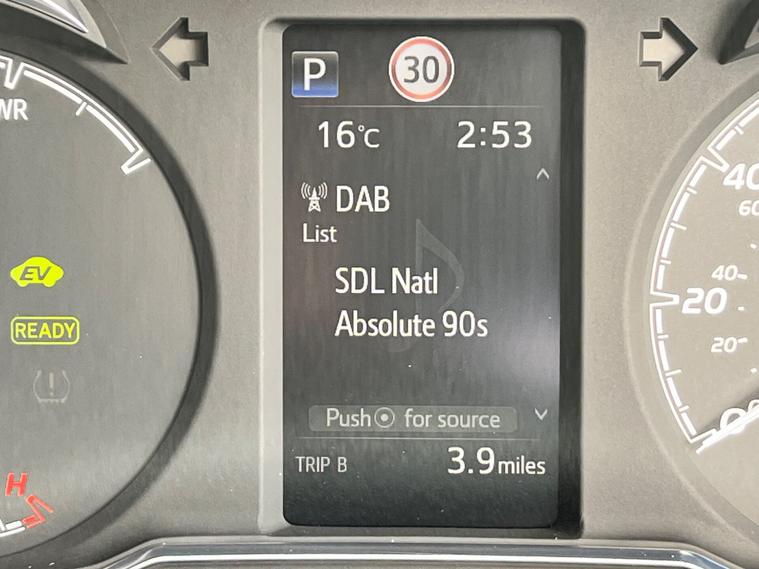 P
30
16°C 2:53
DAB
List
SDL Natl
Absolute 90s
Push for source
TRIP B 3.9 miles
EV
READY
H
40
60
40
20
20